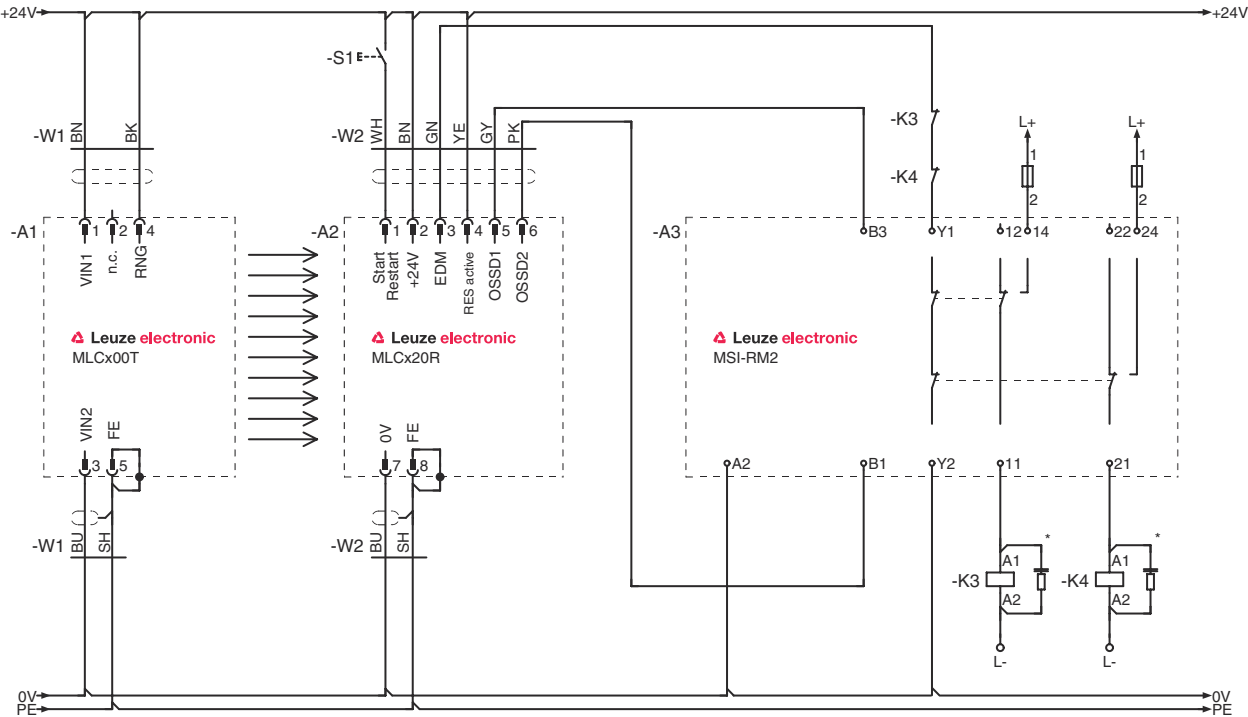 +24V
+24V
-S1
-W1
BN
BK
-W2
WH
BN
GN
YE
GY
PK
-K3
-K4
L+
1
2
L+
1
2
-A1
1
2
4
VIN1
n.c.
RNG
Leuze electronic
MLCx00T
VIN2
FE
3
5
-A2
1
2
3
4
5
6
Start
Restart
+24V
EDM
RES active
OSSD1
OSSD2
Leuze electronic
MLCx20R
0V
FE
7
8
-A3
B3
Y1
12
14
22
24
Leuze electronic
MSI-RM2
A2
B1
Y2
11
21
-W1
BU
SH
-W2
BU
SH
-K3
A1
A2
*
L-
-K4
A1
A2
*
L-
0V
0V
PE
PE